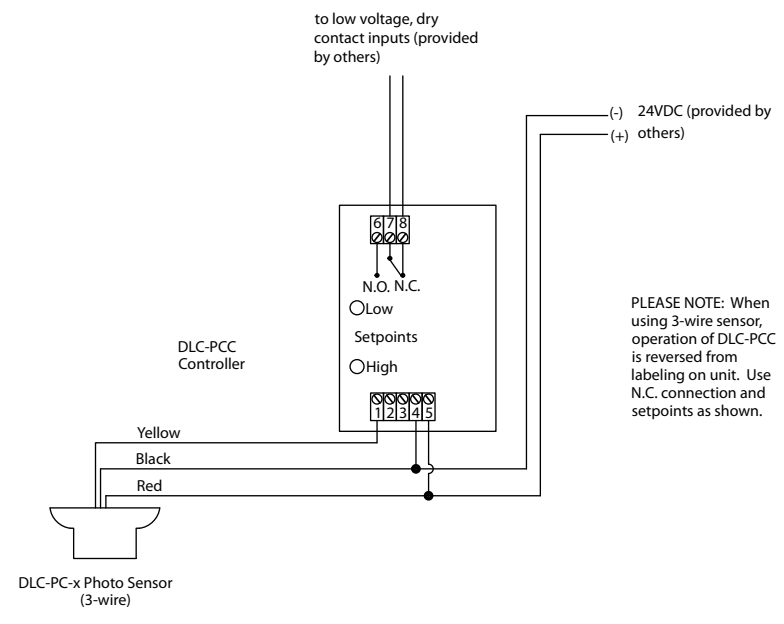 to low voltage, dry
contact inputs (provided
by others)
(-) 24VDC (provided by
(+) others)
6 7 8
N.O. N.C.
Low
Setpoints
High
DLC-PCC
Controller
PLEASE NOTE: When
using 3-wire sensor,
operation of DLC-PCC
is reversed from
labeling on unit. Use
N.C. connection and
setpoints as shown.
1 2 3 4 5
Yellow
Black
Red
DLC-PC-x Photo Sensor
(3-wire)